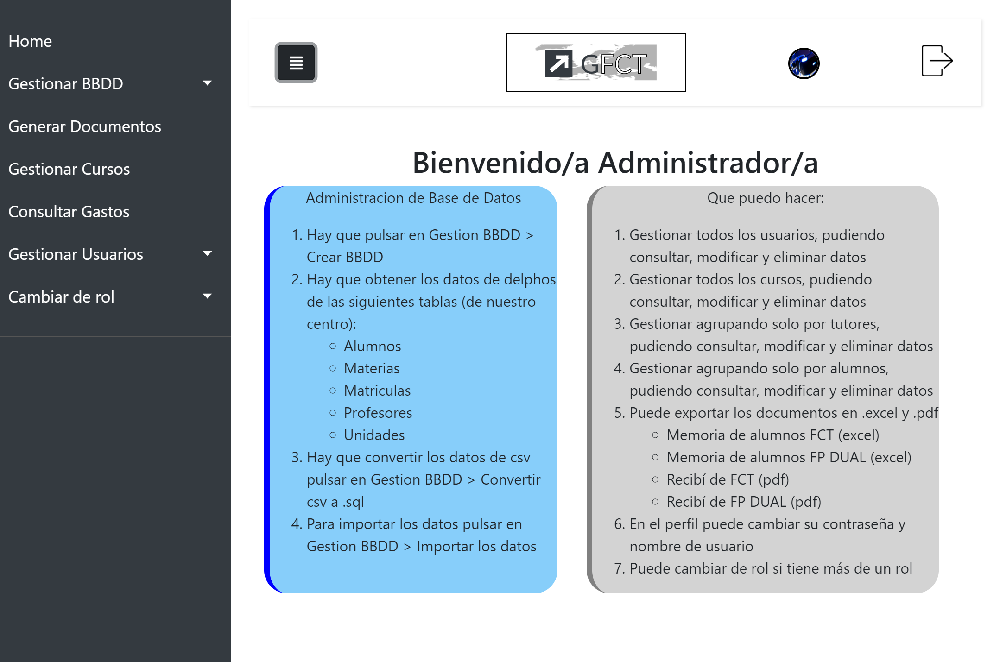 Home
Gestionar BBDD
Generar Documentos
Gestionar Cursos
Consultar Gastos
Gestionar Usuarios
Cambiar de rol
GFCT
Bienvenido/a Administrador/a
Administracion de Base de Datos
1. Hay que pulsar en Gestion BBDD >
Crear BBDD
2. Hay que obtener los datos de delphos
de las siguientes tablas (de nuestro
centro):
Alumnos
Materias
Matriculas
Profesores
Unidades
3. Hay que convertir los datos de csv
pulsar en Gestion BBDD > Convertir
csv a .sql
4. Para importar los datos pulsar en
Gestion BBDD > Importar los datos
Que puedo hacer:
1. Gestionar todos los usuarios, pudiendo
consultar, modificar y eliminar datos
2. Gestionar todos los cursos, pudiendo
consultar, modificar y eliminar datos
3. Gestionar agrupando solo por tutores,
pudiendo consultar, modificar y eliminar datos
4. Gestionar agrupando solo por alumnos,
pudiendo consultar, modificar y eliminar datos
5. Puede exportar los documentos en .excel y .pdf
Memoria de alumnos FCT (excel)
Memoria de alumnos FP DUAL (excel)
Recibí de FCT (pdf)
Recibí de FP DUAL (pdf)
6. En el perfil puede cambiar su contraseña y
nombre de usuario
7. Puede cambiar de rol si tiene más de un rol